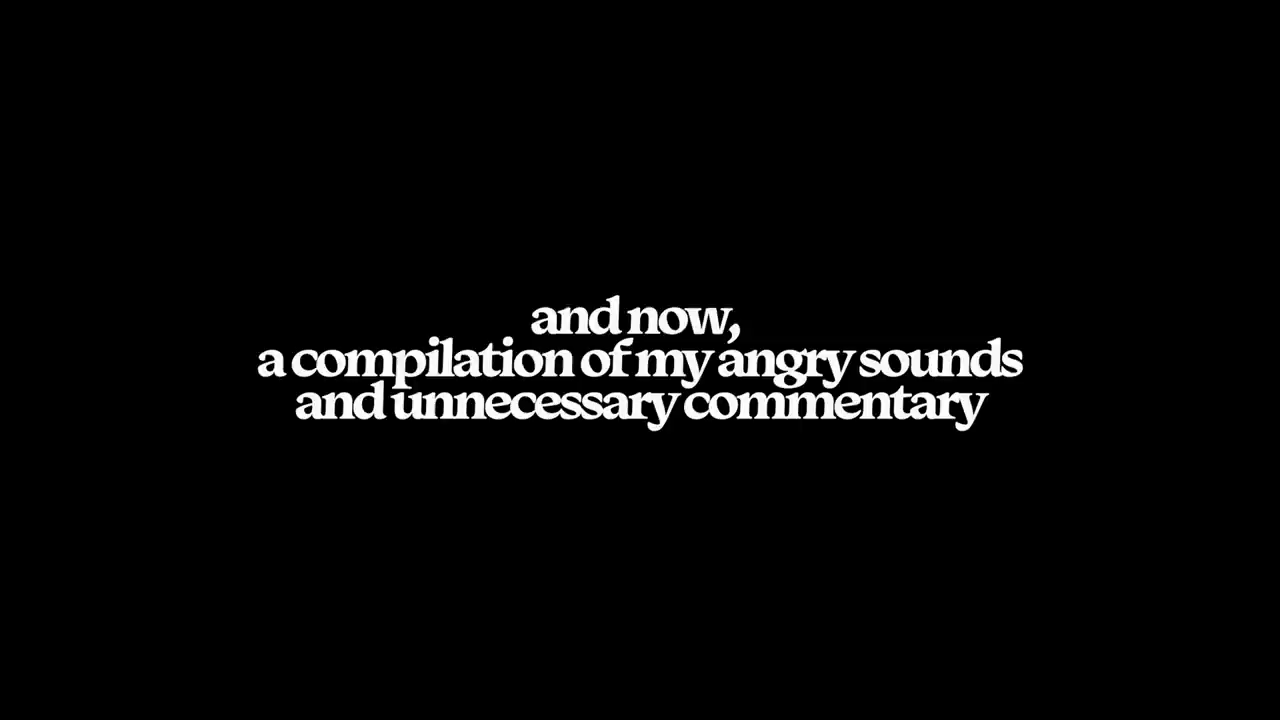 and now,
a compilation of my angry sounds
and unnecessary commentary